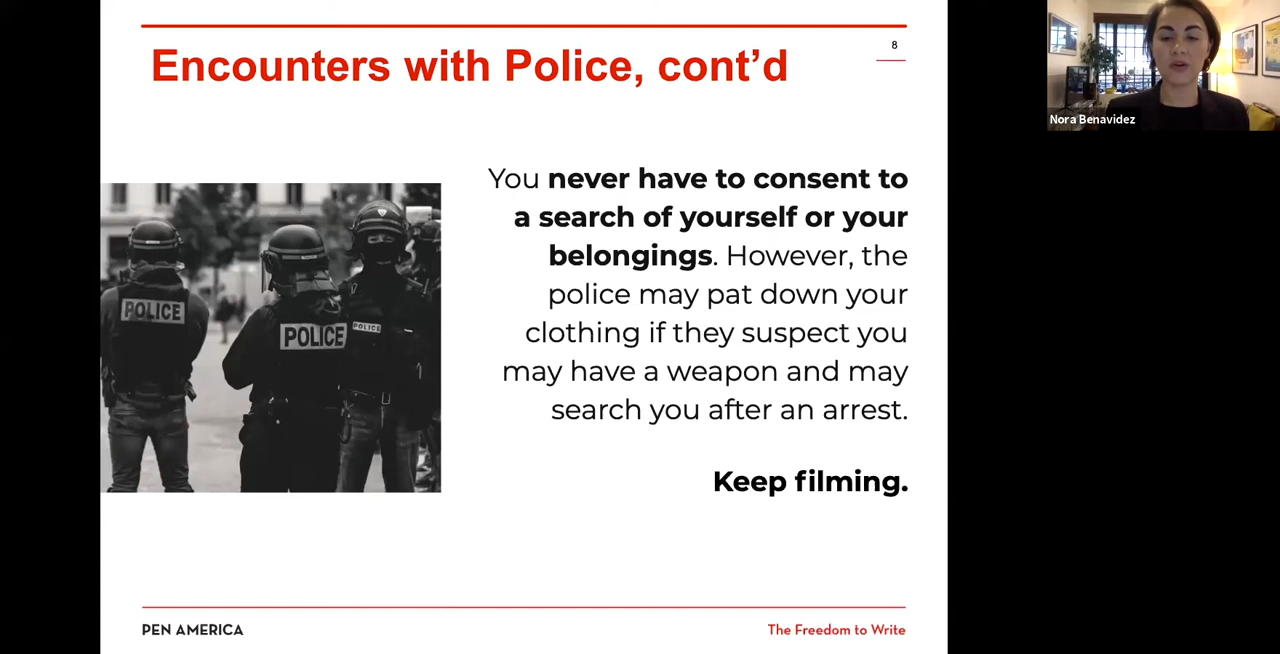 8
Encounters with Police, cont’d
Nora Benavidez
You never have to consent to
a search of yourself or your
belongings. However, the
police may pat down your
clothing if they suspect you
may have a weapon and may
search you after an arrest.
Keep filming.
POLICE
POLICE
POLICE
PEN AMERICA
The Freedom to Write